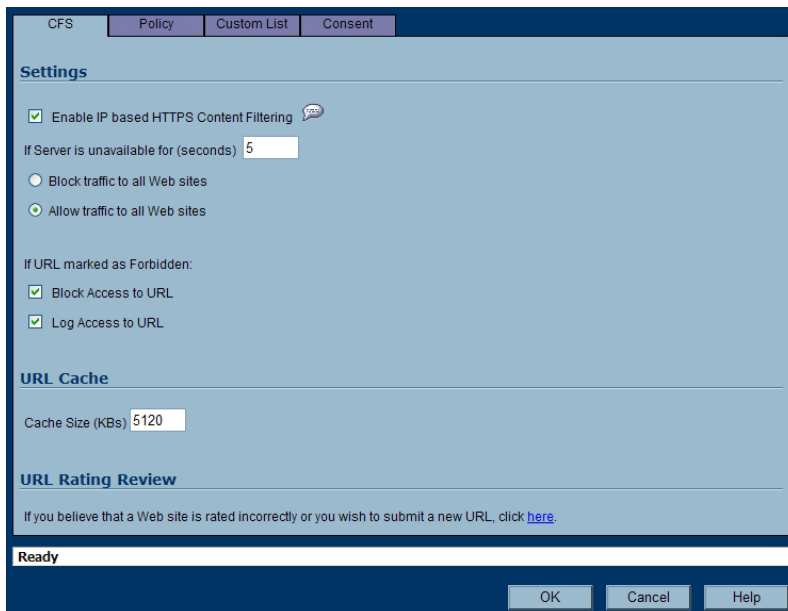 CFS Policy Custom List Consent
Settings
Enable IP based HTTPS Content Filtering
If Server is unavailable for (seconds) 5
Block traffic to all Web sites
Allow traffic to all Web sites
If URL marked as Forbidden:
Block Access to URL
Log Access to URL
URL Cache
Cache Size (KBs) 5120
URL Rating Review
If you believe that a Web site is rated incorrectly or you wish to submit a new URL, click here.
Ready
OK Cancel Help